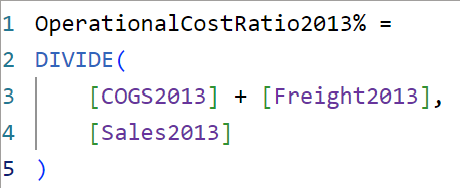 1 OperationalCostRatio2013% =
2 DIVIDE(
3 [COGS2013] + [Freight2013],
4 [Sales2013]
5 )